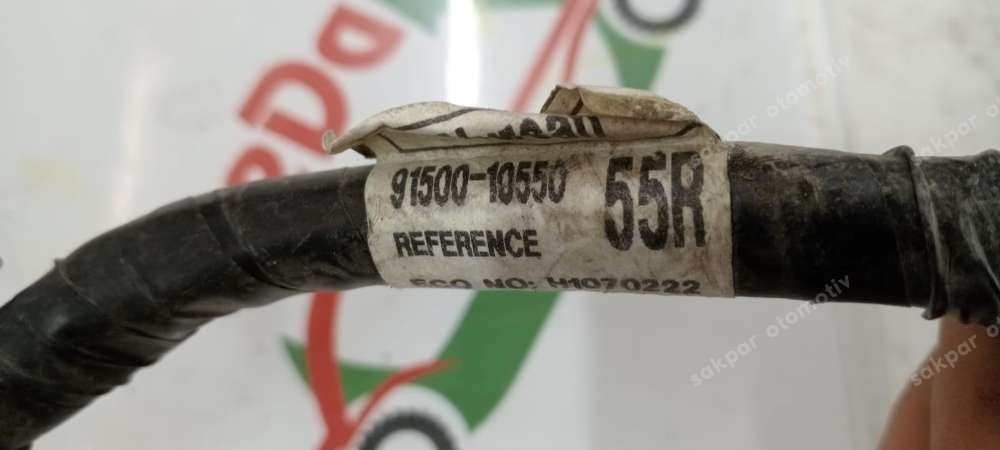 91500-10550
55R
REFERENCE
ECO NO: H1070222
sakpar otomotiv
sakpar otomotiv
sakpar otomotiv